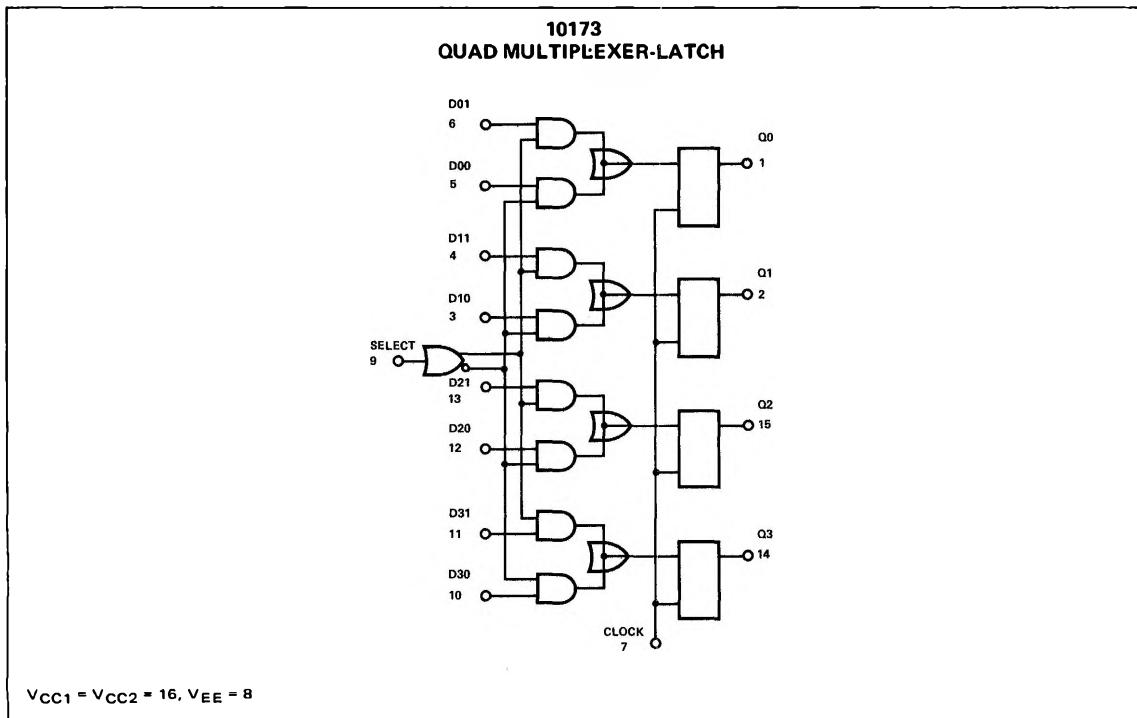 10173
QUAD MULTIPLEXER-LATCH
D01
6
Q0
1
D00
5
D11
4
Q1
2
D10
3
SELECT
9
D21
13
Q2
15
D20
12
D31
11
Q3
14
D30
10
CLOCK
7
VCC1 = VCC2 = 16, VEE = 8